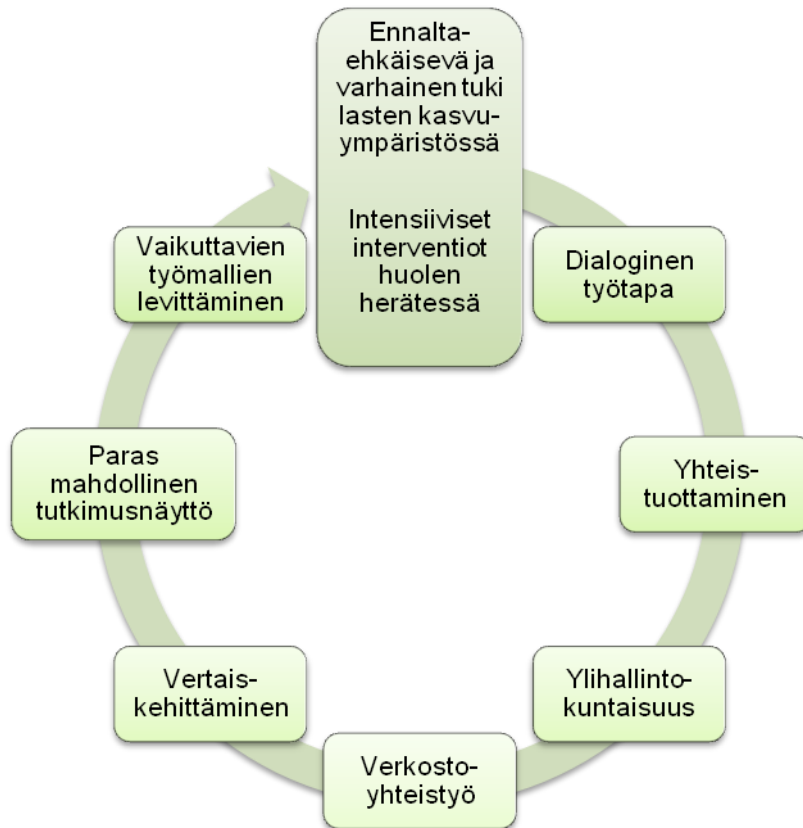 Ennalta-
ehkäisevä ja
varhainen tuki
lasten kasvu-
ympäristössä
Intensiiviset
interventiot
huolen
herätessä
Dialoginen
työtapa
Yhteis-
tuottaminen
Ylihallinto-
kuntaisuus
Verkosto-
yhteistyö
Vertais-
kehittäminen
Paras
mahdollinen
tutkimusnäyttö
Vaikuttavien
työmallien
levittäminen